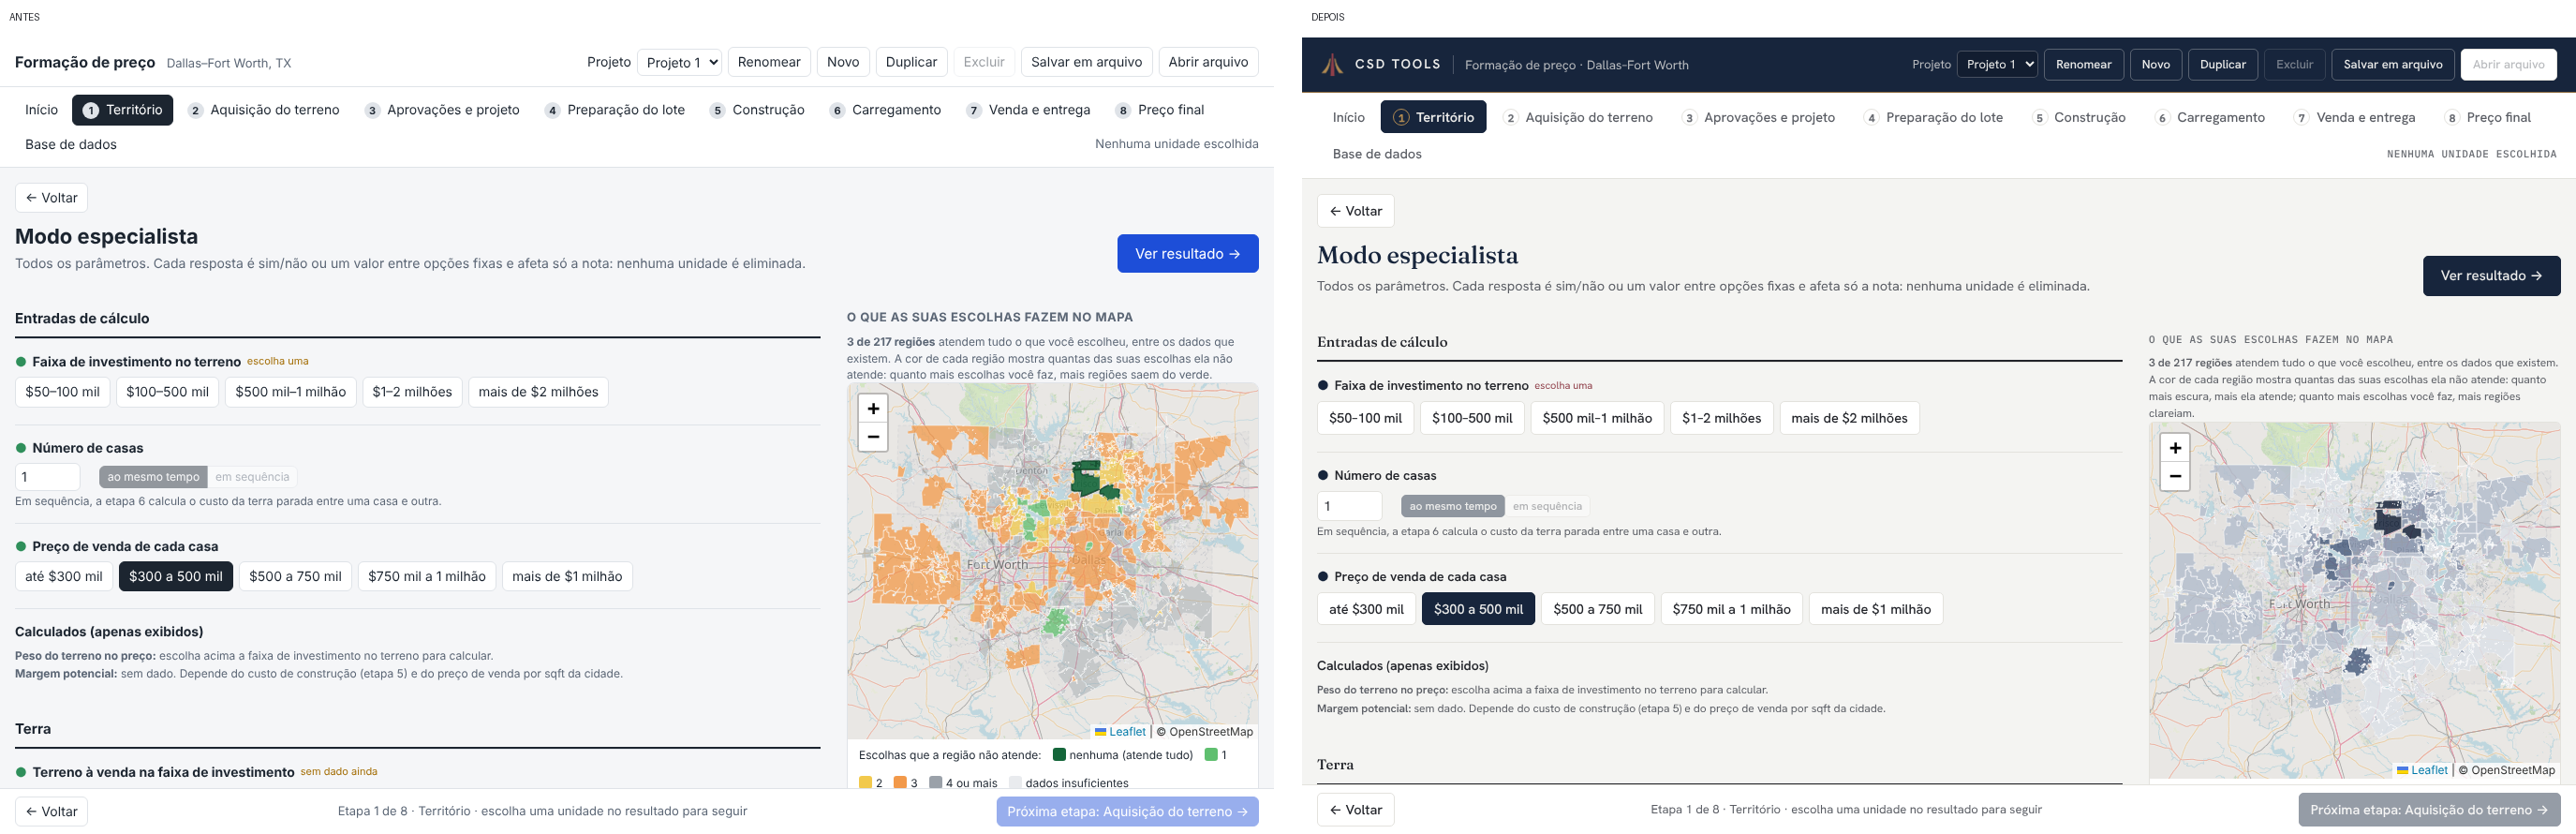 ANTES
Formação de preço Dallas–Fort Worth, TX
Projeto Projeto 1 Renomear Novo Duplicar Excluir Salvar em arquivo Abrir arquivo
Início 1 Território 2 Aquisição do terreno 3 Aprovações e projeto 4 Preparação do lote 5 Construção 6 Carregamento 7 Venda e entrega 8 Preço final
Base de dados Nenhuma unidade escolhida
← Voltar
Modo especialista
Todos os parâmetros. Cada resposta é sim/não ou um valor entre opções fixas e afeta só a nota: nenhuma unidade é eliminada.
Ver resultado →
Entradas de cálculo
Faixa de investimento no terreno escolha uma
$50–100 mil $100–500 mil $500 mil–1 milhão $1–2 milhões mais de $2 milhões
Número de casas
1 ao mesmo tempo em sequência
Em sequência, a etapa 6 calcula o custo da terra parada entre uma casa e outra.
Preço de venda de cada casa
até $300 mil $300 a 500 mil $500 a 750 mil $750 mil a 1 milhão mais de $1 milhão
Calculados (apenas exibidos)
Peso do terreno no preço: escolha acima a faixa de investimento no terreno para calcular.
Margem potencial: sem dado. Depende do custo de construção (etapa 5) e do preço de venda por sqft da cidade.
Terra
Terreno à venda na faixa de investimento sem dado ainda
O QUE AS SUAS ESCOLHAS FAZEM NO MAPA
3 de 217 regiões atendem tudo o que você escolheu, entre os dados que
existem. A cor de cada região mostra quantas das suas escolhas ela não
atende: quanto mais escolhas você faz, mais regiões saem do verde.
+
−
Denton
Fort Worth
Dallas
Leaflet | © OpenStreetMap
Escolhas que a região não atende: nenhuma (atende tudo) 1
2 3 4 ou mais dados insuficientes
← Voltar Etapa 1 de 8 · Território · escolha uma unidade no resultado para seguir Próxima etapa: Aquisição do terreno →
DEPOIS
CSD TOOLS Formação de preço · Dallas–Fort Worth
Projeto Projeto 1 Renomear Novo Duplicar Excluir Salvar em arquivo Abrir arquivo
Início 1 Território 2 Aquisição do terreno 3 Aprovações e projeto 4 Preparação do lote 5 Construção 6 Carregamento 7 Venda e entrega 8 Preço final
Base de dados NENHUMA UNIDADE ESCOLHIDA
← Voltar
Modo especialista
Todos os parâmetros. Cada resposta é sim/não ou um valor entre opções fixas e afeta só a nota: nenhuma unidade é eliminada.
Ver resultado →
Entradas de cálculo
Faixa de investimento no terreno escolha uma
$50–100 mil $100–500 mil $500 mil–1 milhão $1–2 milhões mais de $2 milhões
Número de casas
1 ao mesmo tempo em sequência
Em sequência, a etapa 6 calcula o custo da terra parada entre uma casa e outra.
Preço de venda de cada casa
até $300 mil $300 a 500 mil $500 a 750 mil $750 mil a 1 milhão mais de $1 milhão
Calculados (apenas exibidos)
Peso do terreno no preço: escolha acima a faixa de investimento no terreno para calcular.
Margem potencial: sem dado. Depende do custo de construção (etapa 5) e do preço de venda por sqft da cidade.
Terra
O QUE AS SUAS ESCOLHAS FAZEM NO MAPA
3 de 217 regiões atendem tudo o que você escolheu, entre os dados que existem.
A cor de cada região mostra quantas das suas escolhas ela não atende: quanto
mais escura, mais ela atende; quanto mais escolhas você faz, mais regiões
clareiam.
+
−
Fort Worth
Leaflet | © OpenStreetMap
← Voltar Etapa 1 de 8 · Território · escolha uma unidade no resultado para seguir Próxima etapa: Aquisição do terreno →